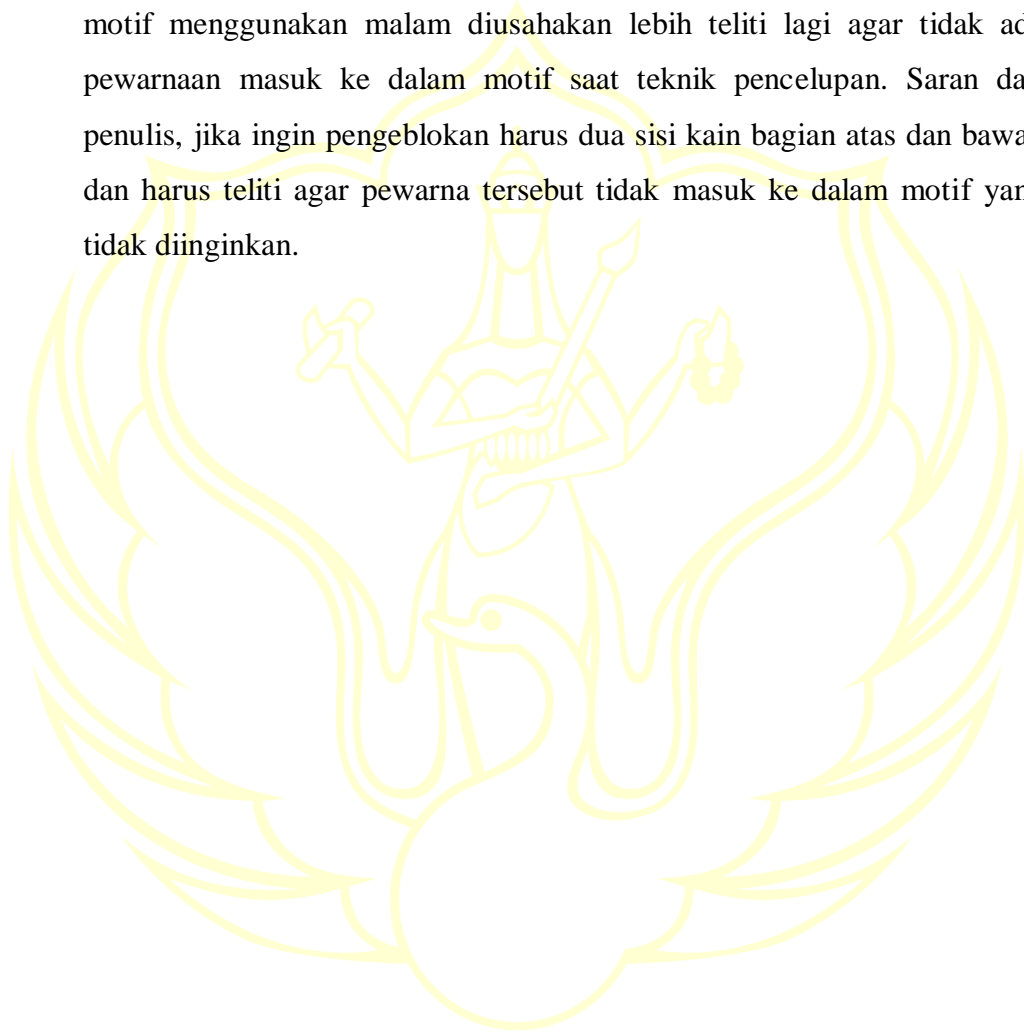 motif menggunakan malam diusahakan lebih teliti lagi agar tidak ad
pewarnaan masuk ke dalam motif saat teknik pencelupan. Saran da
penulis, jika ingin pengeblokan harus dua sisi kain bagian atas dan bawa
dan harus teliti agar pewarna tersebut tidak masuk ke dalam motif yan
tidak diinginkan.